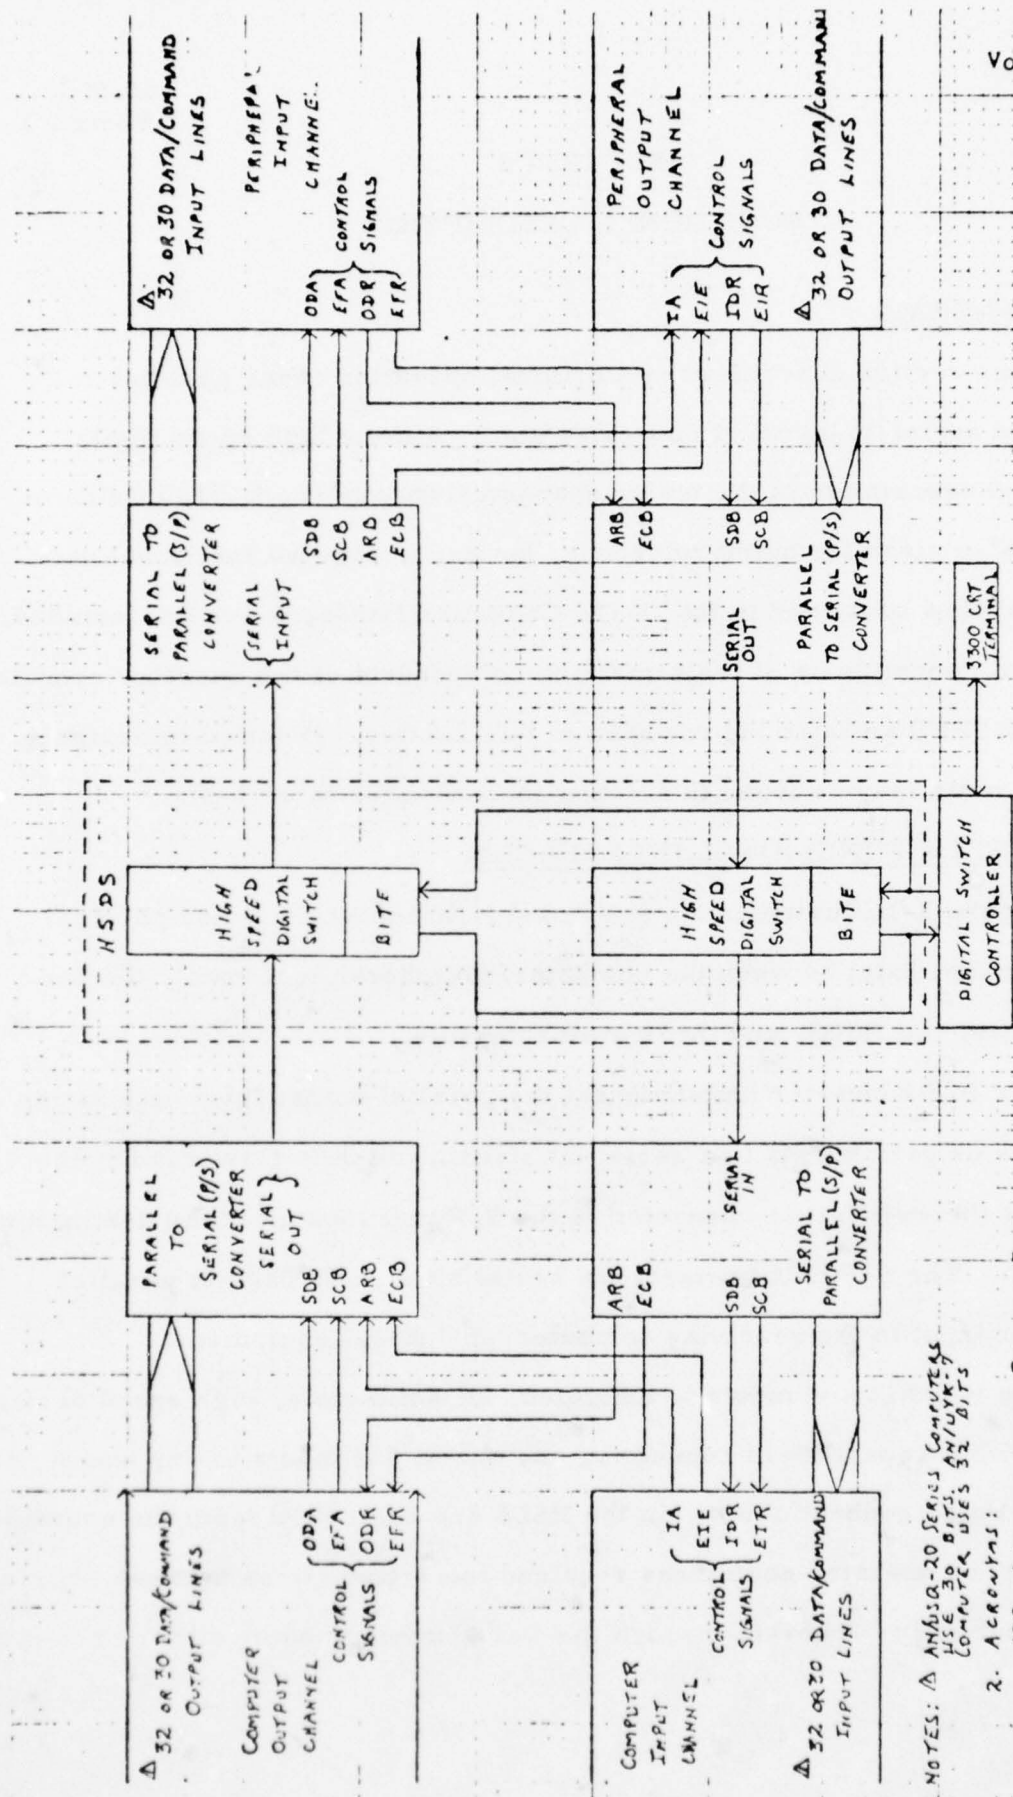 △ 32 OR 30 DATA/COMMAND
OUTPUT LINES
COMPUTER
OUTPUT
CHANNEL
CONTROL
SIGNALS
ODA
EFA
ODR
EFR
PARALLEL
TO
SERIAL (P/S)
CONVERTER
SERIAL
OUT
SDB
SCB
ARB
ECB
HSDS
HIGH
SPEED
DIGITAL
SWITCH
BITE
SERIAL TO
PARALLEL (S/P)
CONVERTER
SERIAL
INPUT
SDB
SCB
ARB
ECB
△
32 OR 30 DATA/COMMAND
INPUT LINES
PERIPHERAL
INPUT
CHANNEL
CONTROL
SIGNALS
ODA
EFA
ODR
EFR
COMPUTER
INPUT
CHANNEL
CONTROL
SIGNALS
IA
EIE
IDR
EIR
△ 32 OR 30 DATA/COMMAND
INPUT LINES
ARB
ECB
SDB
SCB
SERIAL
IN
SERIAL TO
PARALLEL (S/P)
CONVERTER
HIGH
SPEED
DIGITAL
SWITCH
BITE
SERIAL
OUT
ARB
ECB
SDB
SCB
PARALLEL
TO SERIAL (P/S)
CONVERTER
PERIPHERAL
OUTPUT
CHANNEL
IA
EIE
IDR
EIR
CONTROL
SIGNALS
△
32 OR 30 DATA/COMMAN
OUTPUT LINES
DIGITAL SWITCH
CONTROLLER
3300 CRT
TERMINAL
NOTES: △ AN/USQ-20 SERIES COMPUTERS
USE 30 BITS. AN/UYK-7
COMPUTER USES 32 BITS
2. ACRONYMS: